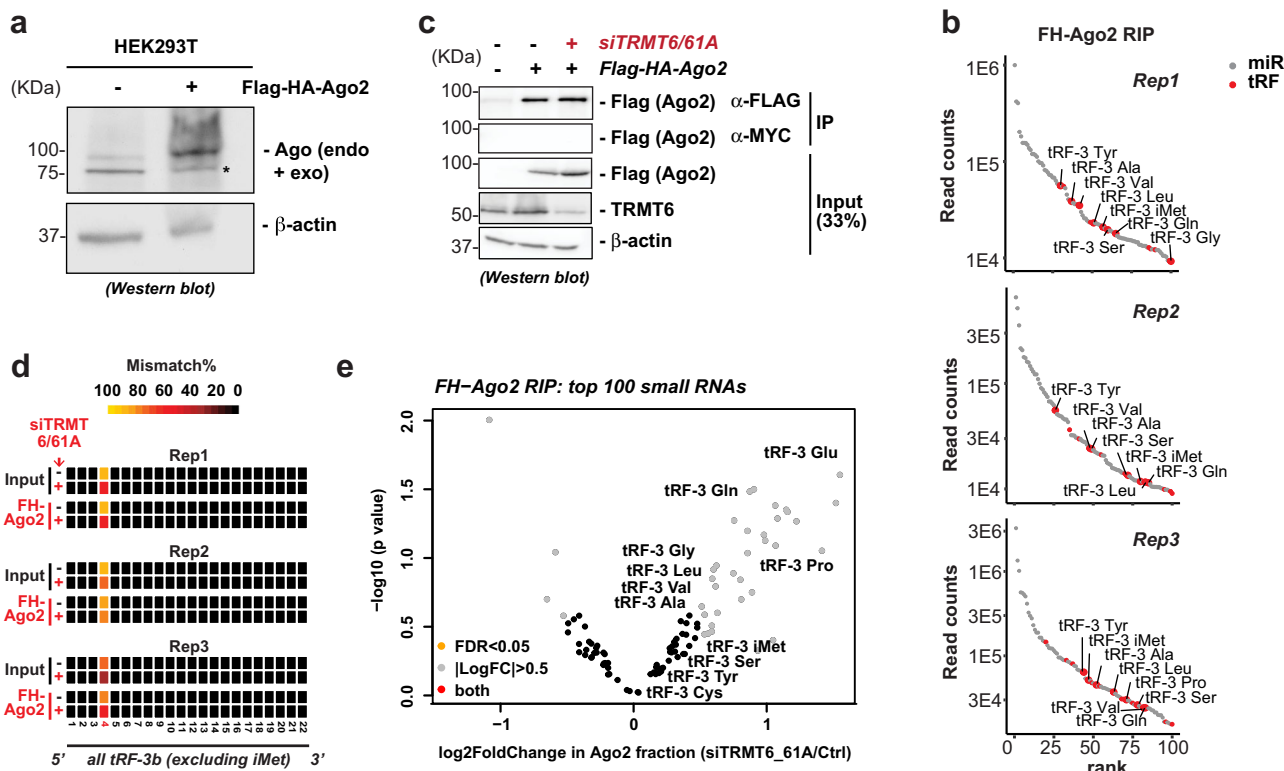 a
HEK293T
(KDa)
- +
Flag-HA-Ago2
100-
75-
- Ago (endo
+ exo)
*
37-
- β-actin
(Western blot)
c
- - + siTRMT6/61A
(KDa)
- + + Flag-HA-Ago2
100- - Flag (Ago2) α-FLAG
100- - Flag (Ago2) α-MYC
IP
100- - Flag (Ago2)
50- - TRMT6
37- - β-actin
Input
(33%)
(Western blot)
b
FH-Ago2 RIP
miR
tRF
Rep1
1E6
1E5
1E4
Read counts
tRF-3 Tyr
tRF-3 Ala
tRF-3 Val
tRF-3 Leu
tRF-3 iMet
tRF-3 Gln
tRF-3 Ser
tRF-3 Gly
Rep2
3E5
1E5
3E4
1E4
Read counts
tRF-3 Tyr
tRF-3 Val
tRF-3 Ala
tRF-3 Ser
tRF-3 iMet
tRF-3 Gln
tRF-3 Leu
Rep3
3E6
1E6
3E5
1E5
3E4
Read counts
tRF-3 Tyr
tRF-3 iMet
tRF-3 Ala
tRF-3 Leu
tRF-3 Pro
tRF-3 Ser
tRF-3 Val
tRF-3 Gln
0 25 50 75 100
rank
d
Mismatch%
100 80 60 40 20 0
siTRMT
6/61A
Rep1
Input - +
FH-
Ago2 - +
Rep2
Input - +
FH-
Ago2 - +
Rep3
Input - +
FH-
Ago2 - +
1 2 3 4 5 6 7 8 9 10 11 12 13 14 15 16 17 18 19 20 21 22
5' all tRF-3b (excluding iMet) 3'
e
FH−Ago2 RIP: top 100 small RNAs
−log10 (p value)
2.0
1.5
1.0
0.5
0.0
tRF-3 Glu
tRF-3 Gln
tRF-3 Gly
tRF-3 Leu
tRF-3 Pro
tRF-3 Val
tRF-3 Ala
tRF-3 iMet
tRF-3 Ser
tRF-3 Tyr
tRF-3 Cys
FDR<0.05
|LogFC|>0.5
both
−1 0 1
log2FoldChange in Ago2 fraction (siTRMT6_61A/Ctrl)